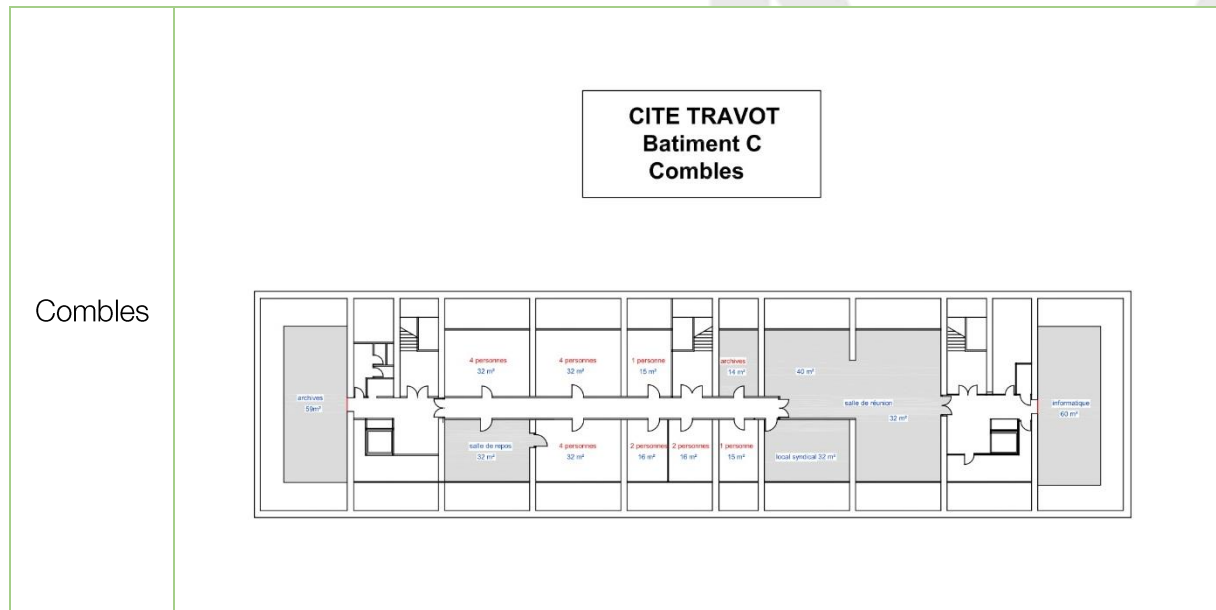 CITE TRAVOT
Batiment C
Combles
Combles
4 personnes
32 m²
4 personnes
32 m²
1 personne
15 m²
archives
14 m²
40 m²
archives
59m²
salle de réunion
32 m²
informatique
60 m²
salle de repos
32 m²
4 personnes
32 m²
2 personnes
16 m²
2 personnes
16 m²
1 personne
15 m²
local syndical 32 m²